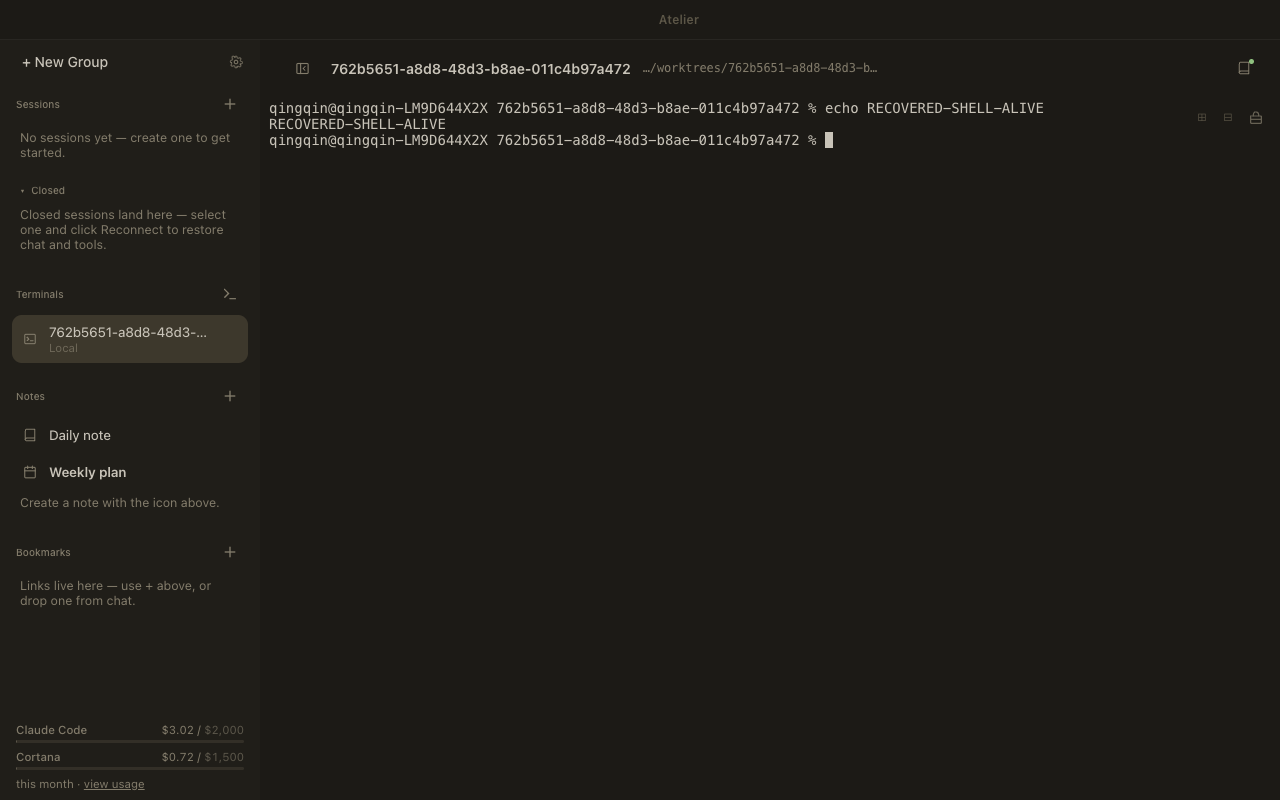 Atelier
+ New Group
Sessions
No sessions yet — create one to get
started.
Closed
Closed sessions land here — select
one and click Reconnect to restore
chat and tools.
Terminals
762b5651-a8d8-48d3-...
Local
Notes
Daily note
Weekly plan
Create a note with the icon above.
Bookmarks
Links live here — use + above, or
drop one from chat.
Claude Code $3.02 / $2,000
Cortana $0.72 / $1,500
this month · view usage
762b5651-a8d8-48d3-b8ae-011c4b97a472 …/worktrees/762b5651-a8d8-48d3-b…
qingqin@qingqin-LM9D644X2X 762b5651-a8d8-48d3-b8ae-011c4b97a472 % echo RECOVERED-SHELL-ALIVE
RECOVERED-SHELL-ALIVE
qingqin@qingqin-LM9D644X2X 762b5651-a8d8-48d3-b8ae-011c4b97a472 %